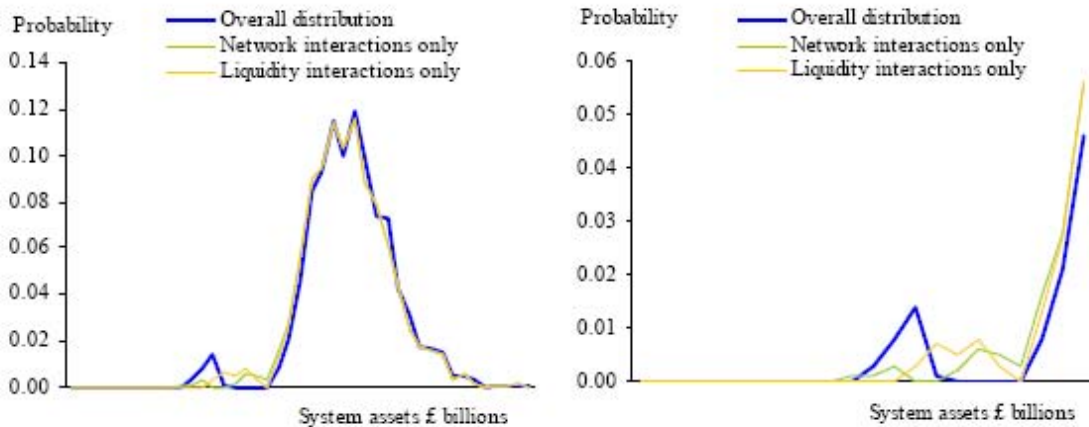 Probability
Overall distribution
Network interactions only
Liquidity interactions only
0.14
0.12
0.10
0.08
0.06
0.04
0.02
0.00
System assets £ billions
Probability
Overall distribution
Network interactions only
Liquidity interactions only
0.06
0.05
0.04
0.03
0.02
0.01
0.00
System assets £ billions